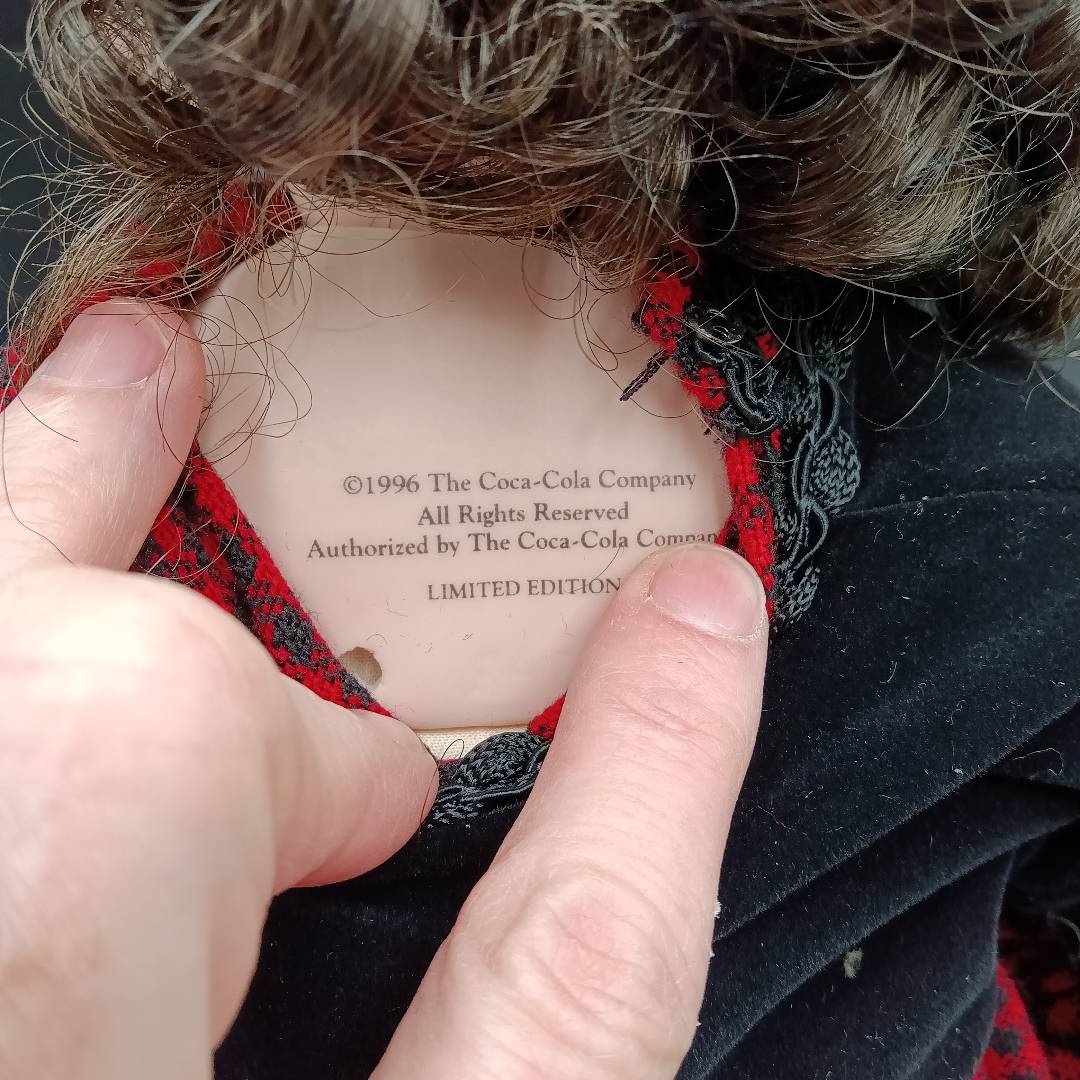 ©1996 The Coca-Cola Company
All Rights Reserved
Authorized by The Coca-Cola Compan
LIMITED EDITION